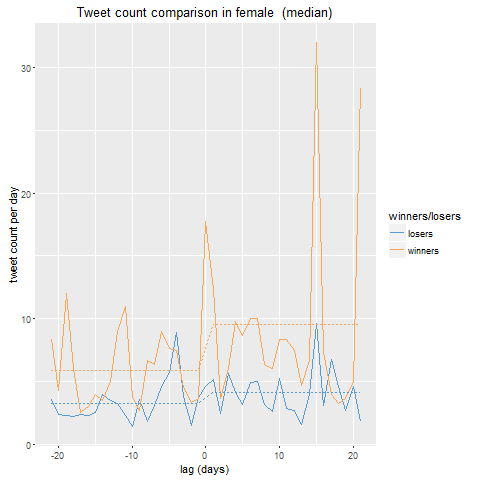 Tweet count comparison in female  (median)
30
20
10
0
tweet count per day
-20
-10
0
10
20
lag (days)
winners/losers
losers
winners